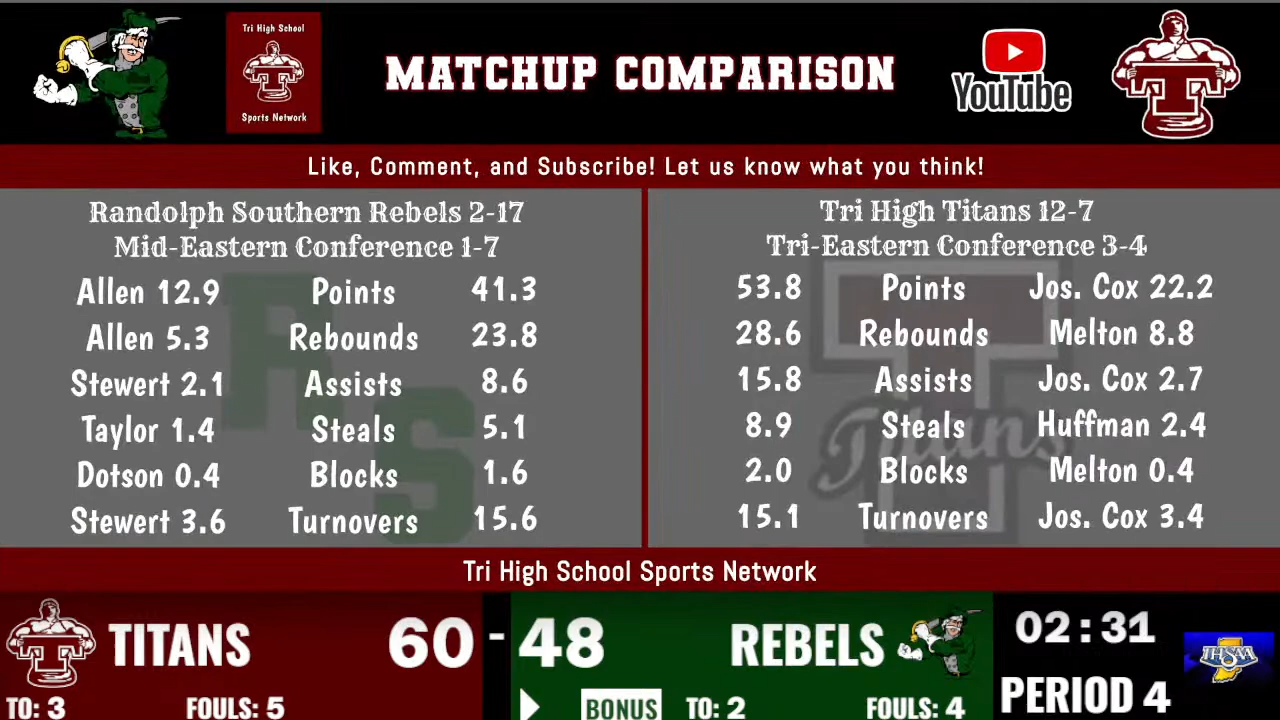 Tri High School
Sports Network
MATCHUP COMPARISON
YouTube
T
Like, Comment, and Subscribe! Let us know what you think!
Randolph Southern Rebels 2-17
Mid-Eastern Conference 1-7
Allen 12.9 Points 41.3
Allen 5.3 Rebounds 23.8
Stewert 2.1 Assists 8.6
Taylor 1.4 Steals 5.1
Dotson 0.4 Blocks 1.6
Stewert 3.6 Turnovers 15.6
RS
Tri High Titans 12-7
Tri-Eastern Conference 3-4
53.8 Points Jos. Cox 22.2
28.6 Rebounds Melton 8.8
15.8 Assists Jos. Cox 2.7
8.9 Steals Huffman 2.4
2.0 Blocks Melton 0.4
15.1 Turnovers Jos. Cox 3.4
T
Titans
Tri High School Sports Network
TITANS 60 - 48 REBELS
TO: 3 FOULS: 5
BONUS TO: 2 FOULS: 4
02:31
PERIOD 4
IHSAA